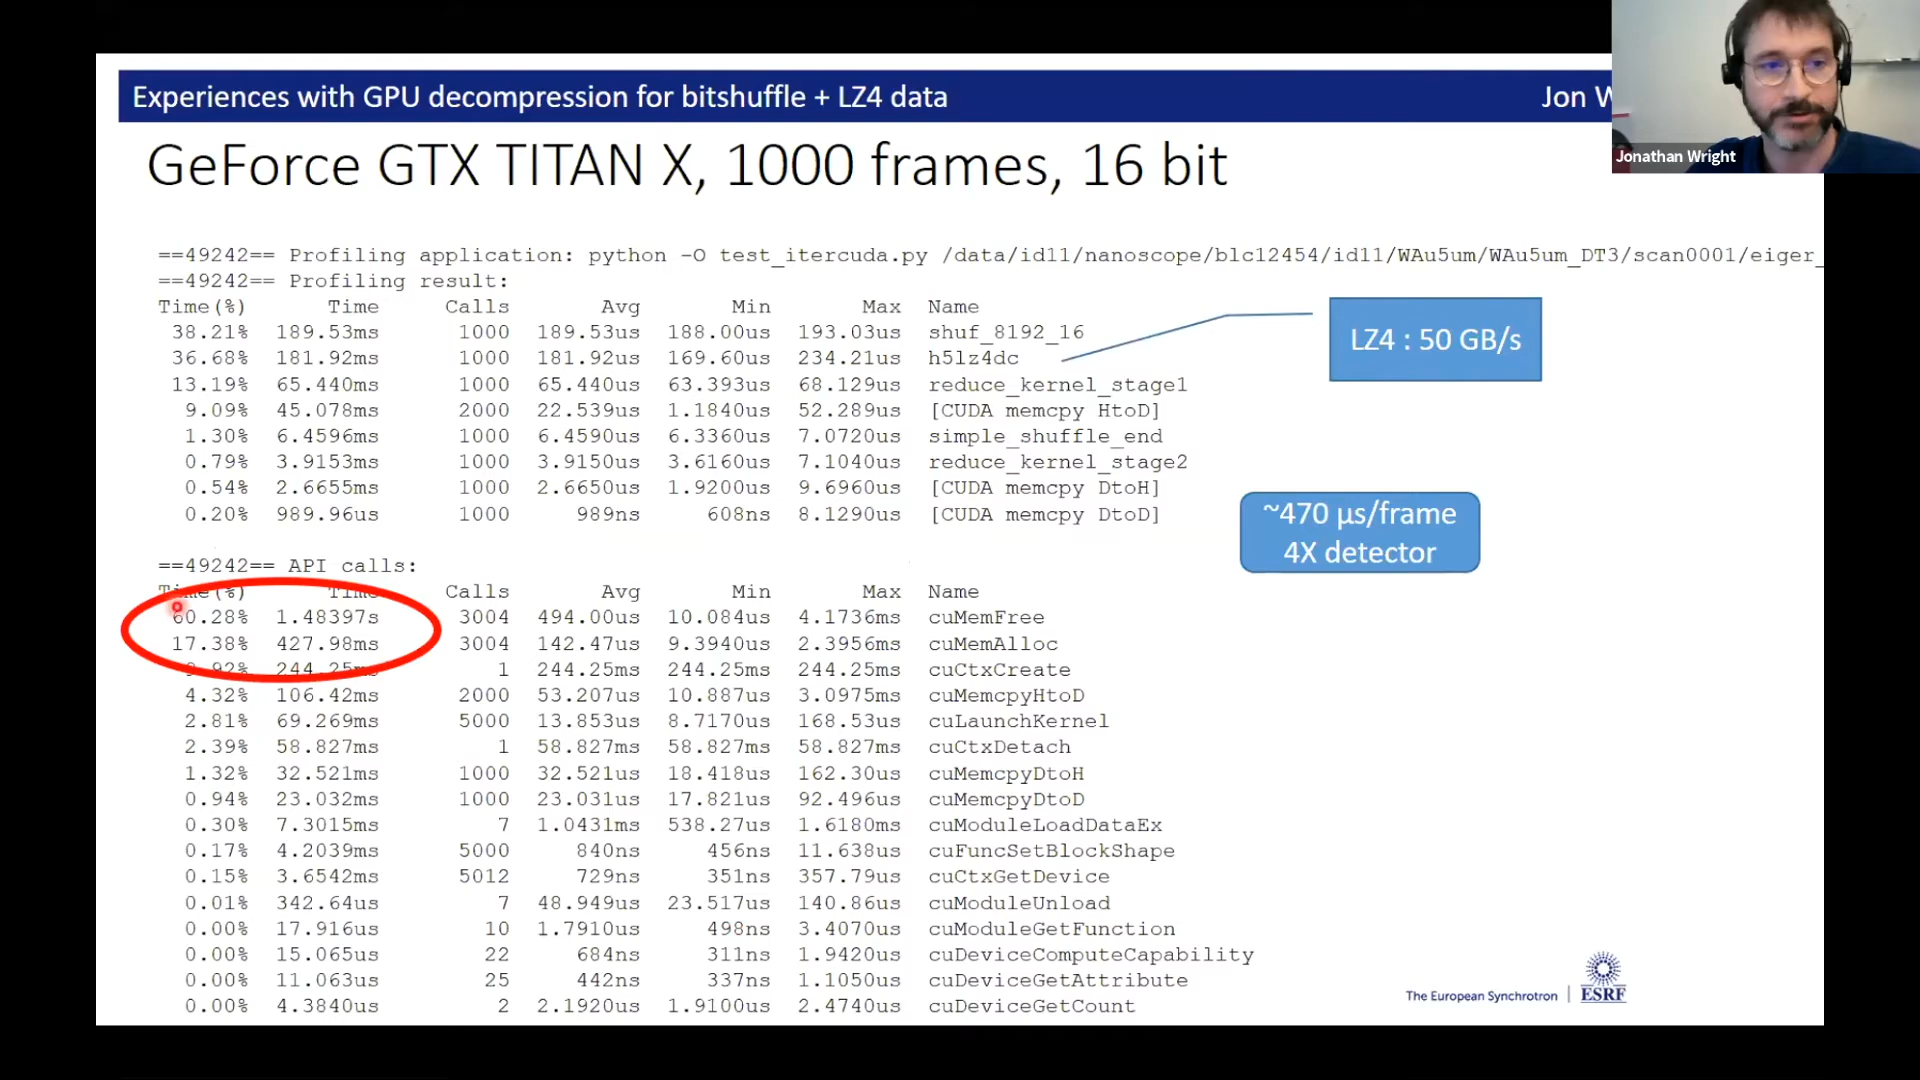 Experiences with GPU decompression for bitshuffle + LZ4 data
Jon W
Jonathan Wright
GeForce GTX TITAN X, 1000 frames, 16 bit
==49242== Profiling application: python -O test_itercuda.py /data/id11/nanoscope/blc12454/id11/WAu5um/WAu5um_DT3/scan0001/eiger_
==49242== Profiling result:
Time(%) Time Calls Avg Min Max Name
38.21% 189.53ms 1000 189.53us 188.00us 193.03us shuf_8192_16
36.68% 181.92ms 1000 181.92us 169.60us 234.21us h5lz4dc
13.19% 65.440ms 1000 65.440us 63.393us 68.129us reduce_kernel_stage1
9.09% 45.078ms 2000 22.539us 1.1840us 52.289us [CUDA memcpy HtoD]
1.30% 6.4596ms 1000 6.4590us 6.3360us 7.0720us simple_shuffle_end
0.79% 3.9153ms 1000 3.9150us 3.6160us 7.1040us reduce_kernel_stage2
0.54% 2.6655ms 1000 2.6650us 1.9200us 9.6960us [CUDA memcpy DtoH]
0.20% 989.96us 1000 989ns 608ns 8.1290us [CUDA memcpy DtoD]
LZ4 : 50 GB/s
~470 µs/frame
4X detector
==49242== API calls:
Time(%) Time Calls Avg Min Max Name
60.28% 1.48397s 3004 494.00us 10.084us 4.1736ms cuMemFree
17.38% 427.98ms 3004 142.47us 9.3940us 2.3956ms cuMemAlloc
9.92% 244.25ms 1 244.25ms 244.25ms 244.25ms cuCtxCreate
4.32% 106.42ms 2000 53.207us 10.887us 3.0975ms cuMemcpyHtoD
2.81% 69.269ms 5000 13.853us 8.7170us 168.53us cuLaunchKernel
2.39% 58.827ms 1 58.827ms 58.827ms 58.827ms cuCtxDetach
1.32% 32.521ms 1000 32.521us 18.418us 162.30us cuMemcpyDtoH
0.94% 23.032ms 1000 23.031us 17.821us 92.496us cuMemcpyDtoD
0.30% 7.3015ms 7 1.0431ms 538.27us 1.6180ms cuModuleLoadDataEx
0.17% 4.2039ms 5000 840ns 456ns 11.638us cuFuncSetBlockShape
0.15% 3.6542ms 5012 729ns 351ns 357.79us cuCtxGetDevice
0.01% 342.64us 7 48.949us 23.517us 140.86us cuModuleUnload
0.00% 17.916us 10 1.7910us 498ns 3.4070us cuModuleGetFunction
0.00% 15.065us 22 684ns 311ns 1.9420us cuDeviceComputeCapability
0.00% 11.063us 25 442ns 337ns 1.1050us cuDeviceGetAttribute
0.00% 4.3840us 2 2.1920us 1.9100us 2.4740us cuDeviceGetCount
The European Synchrotron | ESRF